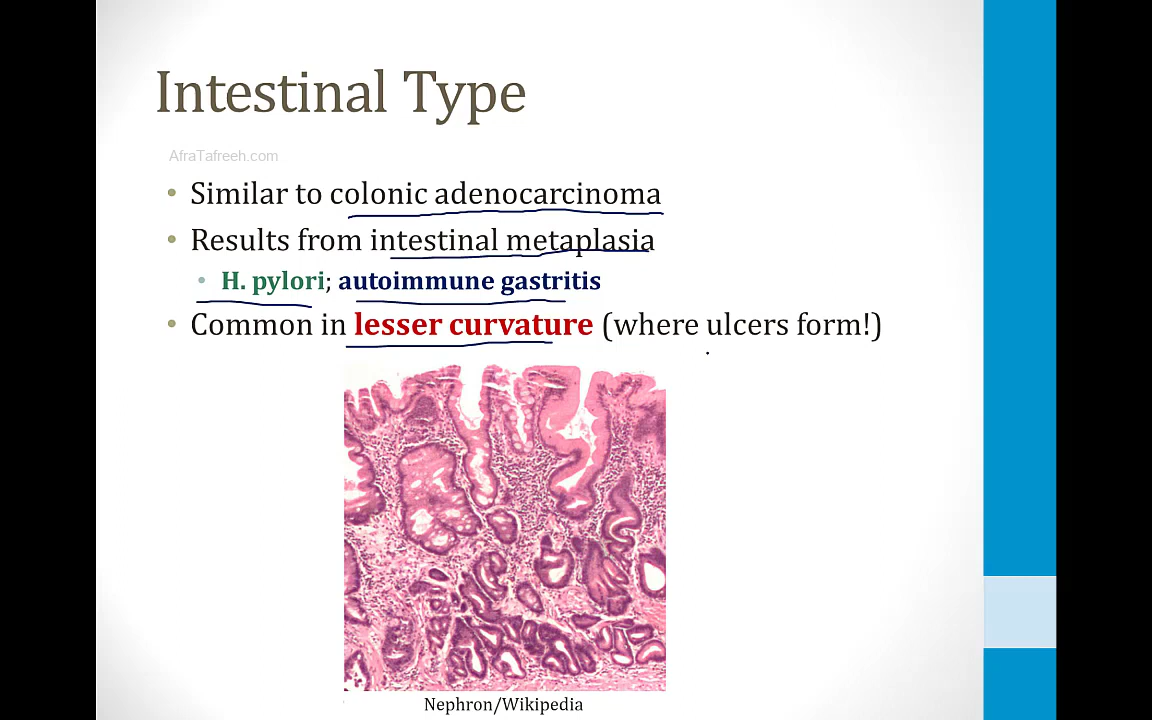 Intestinal Type
AfraTafreeh.com
• Similar to colonic adenocarcinoma
• Results from intestinal metaplasia
• H. pylori; autoimmune gastritis
• Common in lesser curvature (where ulcers form!)
Nephron/Wikipedia